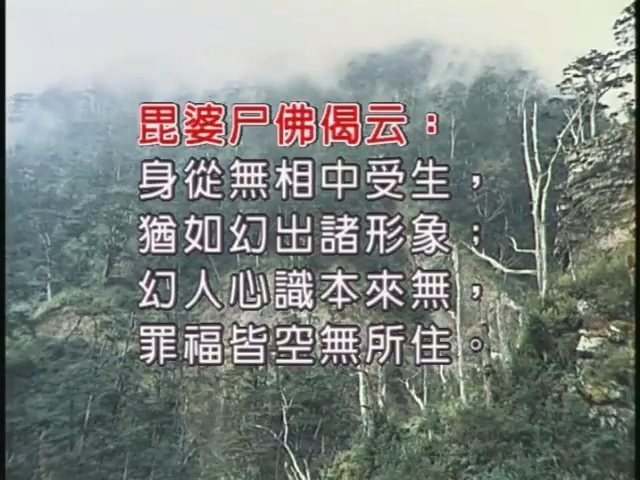 毘婆尸佛偈云：
身從無相中受生，
猶如幻出諸形象；
幻人心識本來無，
罪福皆空無所住。